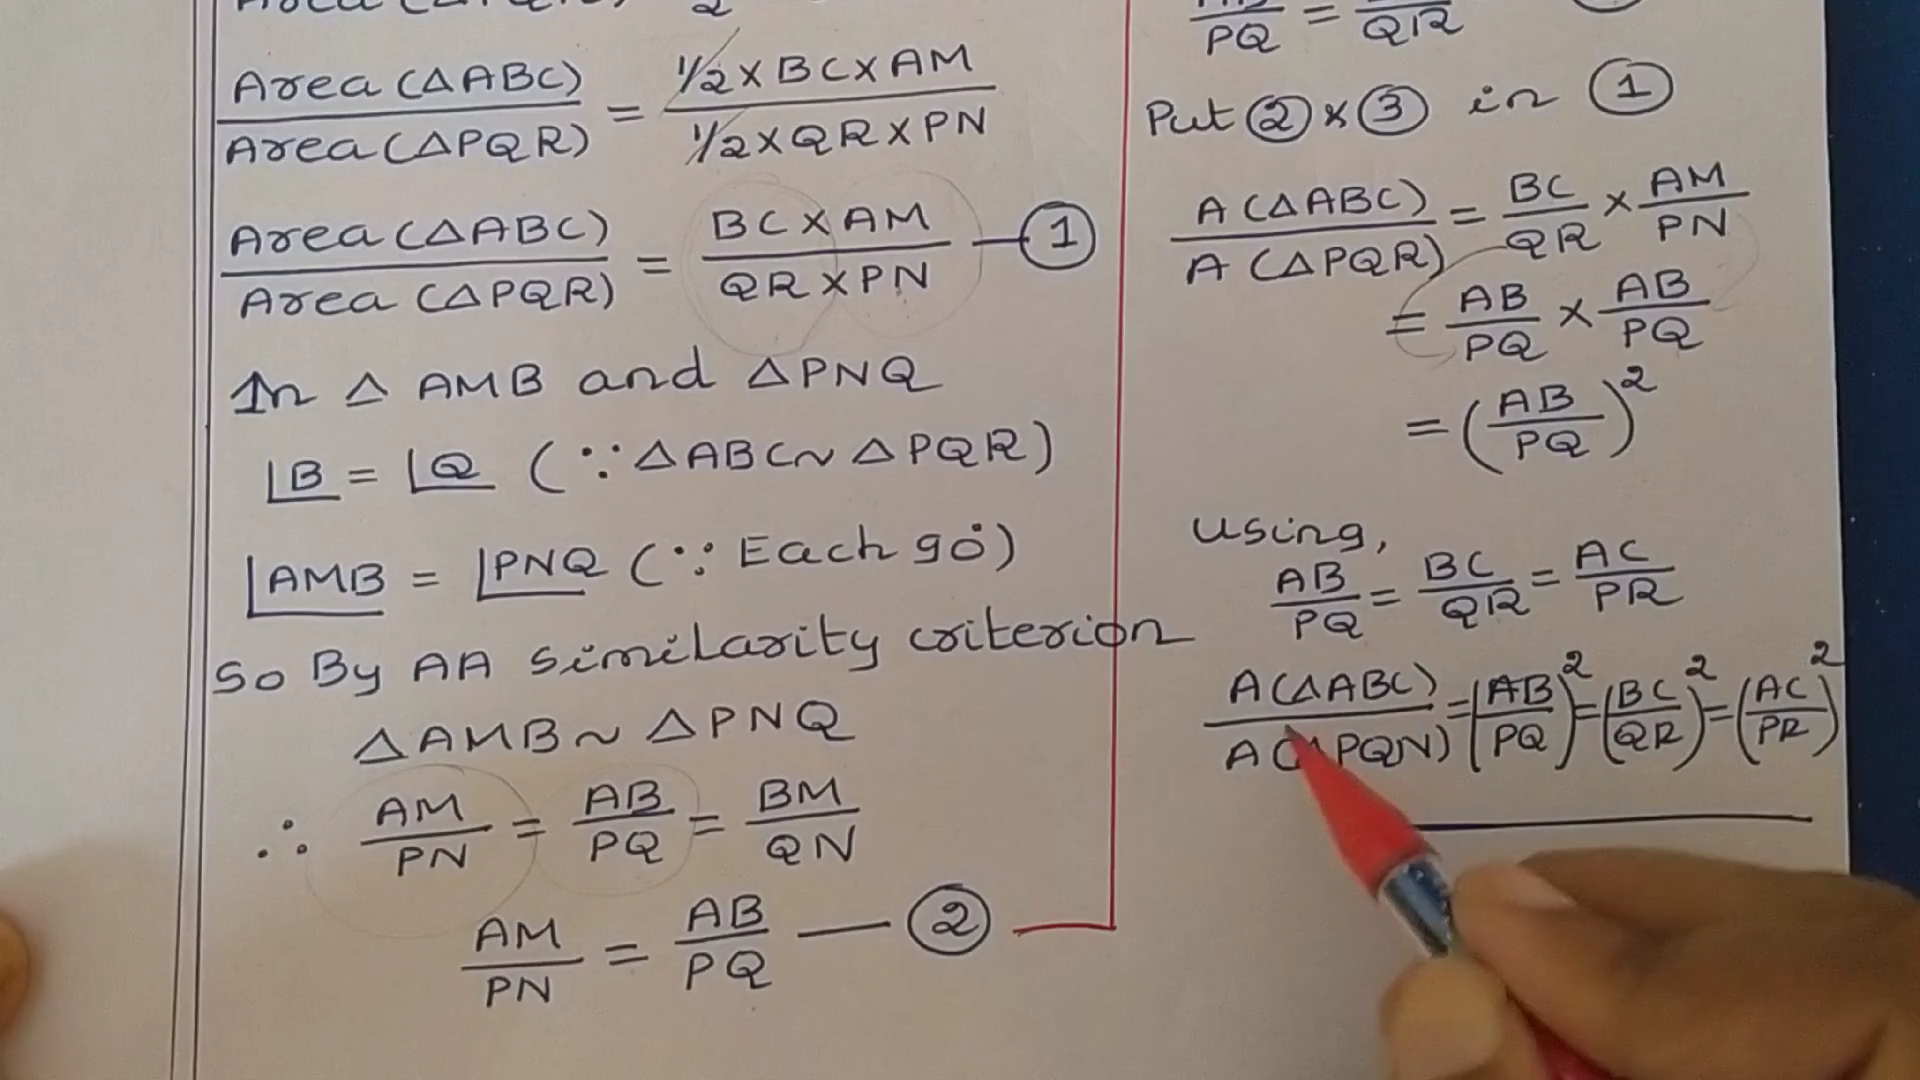 Area (△ABC) / Area (△PQR) = 1/2 × BC × AM / 1/2 × QR × PN
Area (△ABC) / Area (△PQR) = BC × AM / QR × PN — ①
In △ AMB and △PNQ
∠B = ∠Q (∵ △ABC ~ △PQR)
∠AMB = ∠PNQ (∵ Each 90°)
So By AA similarity criterion
△AMB ~ △PNQ
∴ AM / PN = AB / PQ = BM / QN
AM / PN = AB / PQ — ②
PQ = QR
Put ② & ③ in ①
A (△ABC) / A (△PQR) = BC / QR × AM / PN
= AB / PQ × AB / PQ
= (AB / PQ)²
Using,
AB / PQ = BC / QR = AC / PR
A(△ABC) / A(△PQN) = (AB / PQ)² = (BC / QR)² = (AC / PR)²